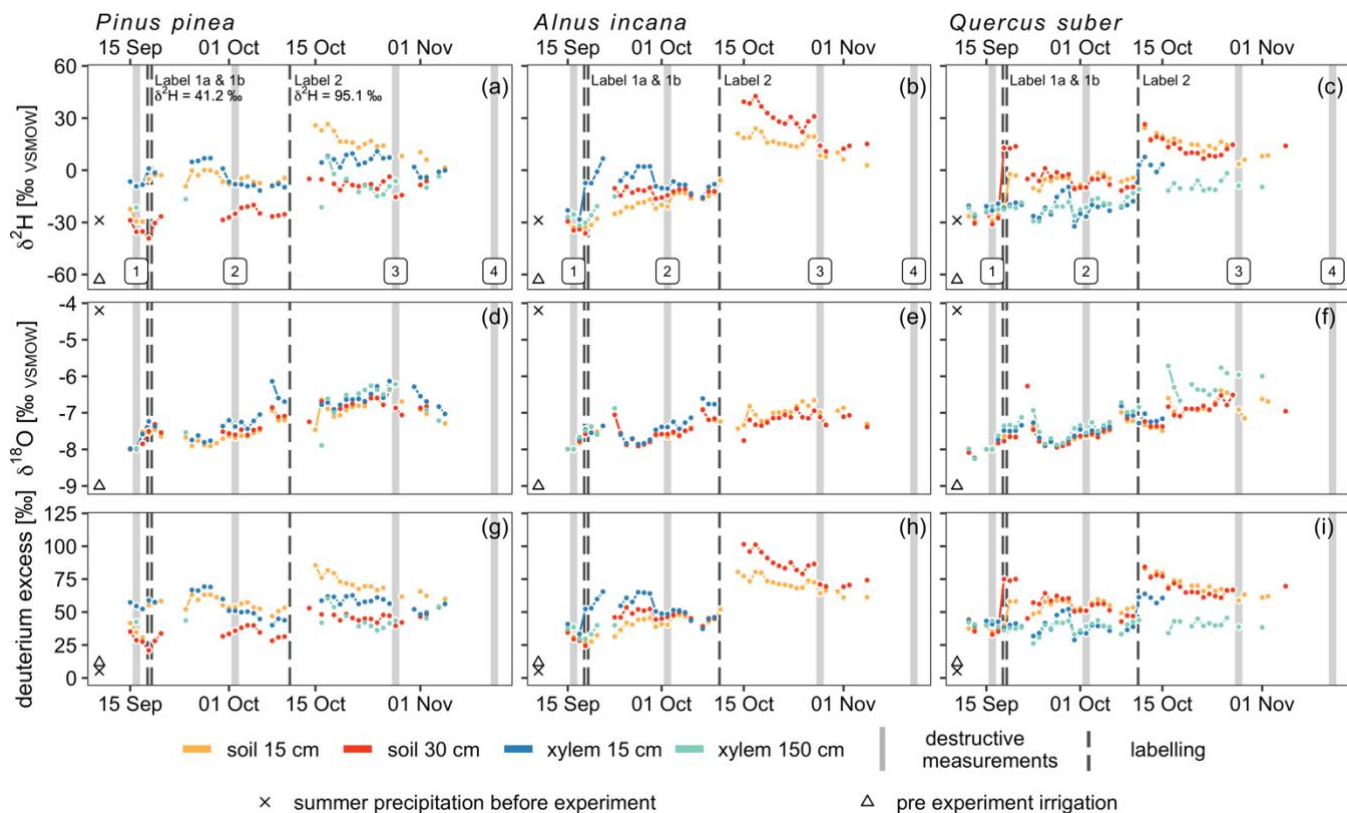 Pinus pinea Alnus incana Quercus suber
15 Sep 01 Oct 15 Oct 01 Nov 15 Sep 01 Oct 15 Oct 01 Nov 15 Sep 01 Oct 15 Oct 01 Nov
Label 1a & 1b Label 2 (a) Label 1a & 1b Label 2 (b) Label 1a & 1b Label 2 (c)
δ²H = 41.2 ‰ δ²H = 95.1 ‰
60
30
0
-30
-60
δ²H [‰ VSMOW]
1 2 3 4 1 2 3 4 1 2 3 4
(d) (e) (f)
-4
-5
-6
-7
-8
-9
δ¹⁸O [‰ VSMOW]
(g) (h) (i)
125
100
75
50
25
0
deuterium excess [‰]
15 Sep 01 Oct 15 Oct 01 Nov 15 Sep 01 Oct 15 Oct 01 Nov 15 Sep 01 Oct 15 Oct 01 Nov
soil 15 cm soil 30 cm xylem 15 cm xylem 150 cm destructive measurements labelling
× summer precipitation before experiment △ pre experiment irrigation